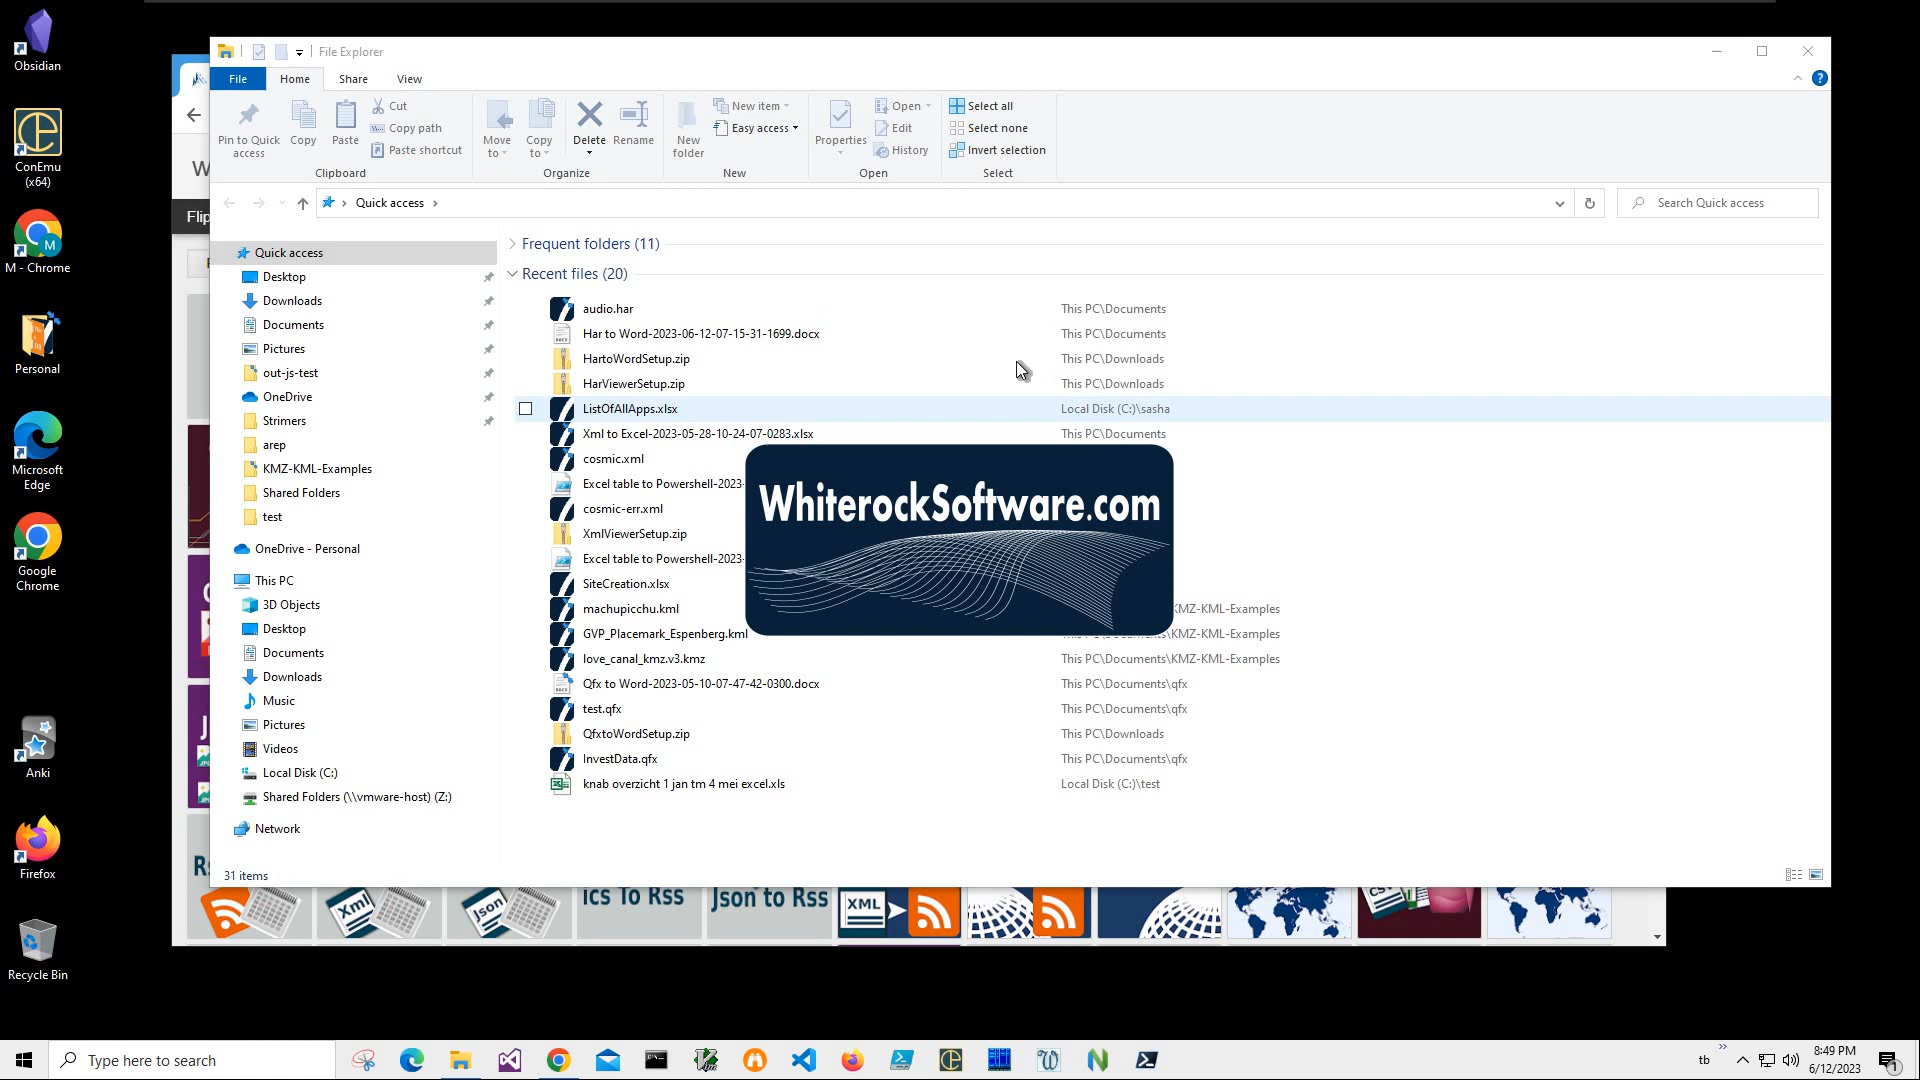 File Explorer
File
Home
Share
View
Pin to Quick access
Copy
Paste
Cut
Copy path
Paste shortcut
Clipboard
Move to
Copy to
Delete
Rename
Organize
New folder
New item
Easy access
New
Properties
Open
Edit
History
Open
Select all
Select none
Invert selection
Select
Quick access
Search Quick access
Quick access
Desktop
Downloads
Documents
Pictures
out-js-test
OneDrive
Strimers
arep
KMZ-KML-Examples
Shared Folders
test
OneDrive - Personal
This PC
3D Objects
Desktop
Documents
Downloads
Music
Pictures
Videos
Local Disk (C:)
Shared Folders (\\vmware-host) (Z:)
Network
31 items
Frequent folders (11)
Recent files (20)
audio.har This PC\Documents
Har to Word-2023-06-12-07-15-31-1699.docx This PC\Documents
HartoWordSetup.zip This PC\Downloads
HarViewerSetup.zip This PC\Downloads
ListOfAllApps.xlsx Local Disk (C:)\sasha
Xml to Excel-2023-05-28-10-24-07-0283.xlsx This PC\Documents
cosmic.xml
Excel table to Powershell-2023-
cosmic-err.xml
XmlViewerSetup.zip
Excel table to Powershell-2023-
SiteCreation.xlsx
machupicchu.kml KMZ-KML-Examples
GVP_Placemark_Espenberg.kml This PC\Documents\KMZ-KML-Examples
love_canal_kmz.v3.kmz This PC\Documents\KMZ-KML-Examples
Qfx to Word-2023-05-10-07-47-42-0300.docx This PC\Documents\qfx
test.qfx This PC\Documents\qfx
QfxtoWordSetup.zip This PC\Downloads
InvestData.qfx This PC\Documents\qfx
knab overzicht 1 jan tm 4 mei excel.xls Local Disk (C:)\test
WhiterockSoftware.com
Obsidian
ConEmu (x64)
M - Chrome
Personal
Microsoft Edge
Google Chrome
Anki
Firefox
Recycle Bin
Flip
Xml
Json
Ics To Rss
Json to Rss
XML
Type here to search
tb
8:49 PM
6/12/2023
1